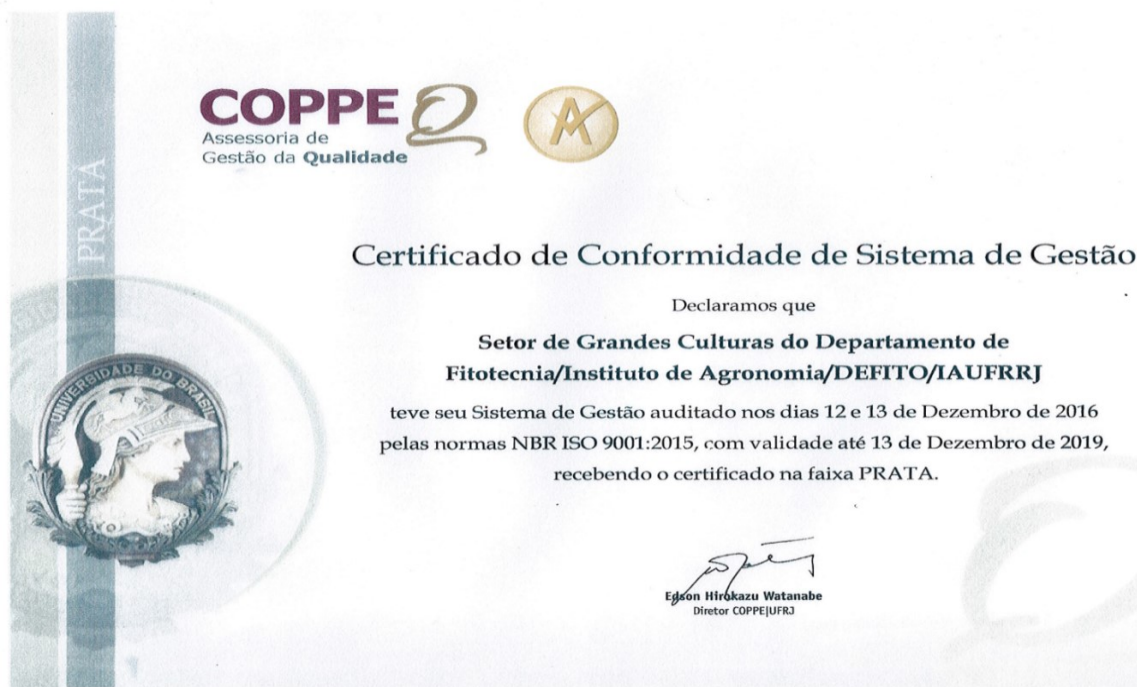 COPPE
Assessoria de
Gestão da Qualidade
PRATA
UNIVERSIDADE DO BRASIL
Certificado de Conformidade de Sistema de Gestão
Declaramos que
Setor de Grandes Culturas do Departamento de
Fitotecnia/Instituto de Agronomia/DEFITO/IAUFRRJ
teve seu Sistema de Gestão auditado nos dias 12 e 13 de Dezembro de 2016
pelas normas NBR ISO 9001:2015, com validade até 13 de Dezembro de 2019,
recebendo o certificado na faixa PRATA.
Edson Hirokazu Watanabe
Diretor COPPE|UFRJ